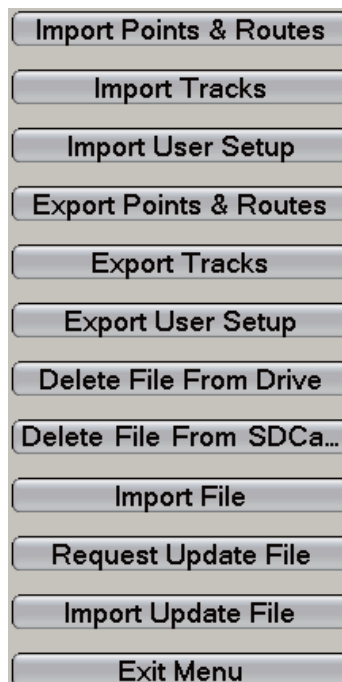 Import Points & Routes
Import Tracks
Import User Setup
Export Points & Routes
Export Tracks
Export User Setup
Delete File From Drive
Delete File From SDCa...
Import File
Request Update File
Import Update File
Exit Menu